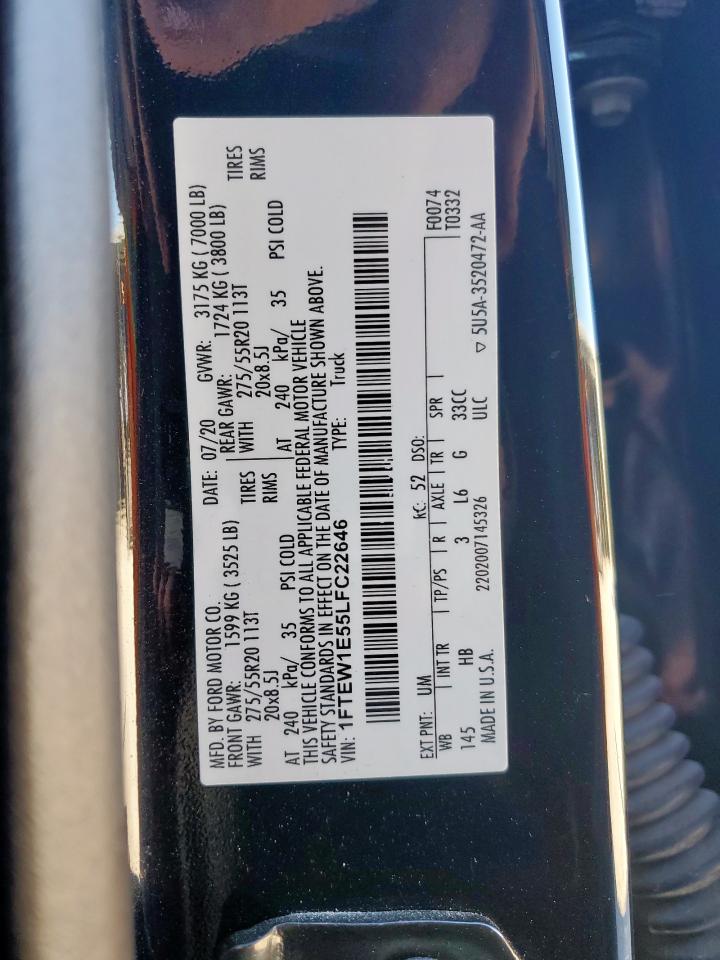 MFD. BY FORD MOTOR CO. DATE: 07/20 GVWR: 3175 KG ( 7000 LB)
FRONT GAWR: 1599 KG ( 3525 LB) REAR GAWR: 1724 KG ( 3800 LB)
WITH 275/55R20 113T TIRES WITH 275/55R20 113T TIRES
20x8.5J RIMS 20x8.5J RIMS
AT 240 kPa/ 35 PSI COLD AT 240 kPa/ 35 PSI COLD
THIS VEHICLE CONFORMS TO ALL APPLICABLE FEDERAL MOTOR VEHICLE
SAFETY STANDARDS IN EFFECT ON THE DATE OF MANUFACTURE SHOWN ABOVE.
VIN: 1FTEW1E55LFC22646 TYPE: Truck
EXT PNT: UM RC: 52 DSO:
WB INT TR TP/PS R AXLE TR SPR F0074
145 HB 3 L6 G 33CC T0332
MADE IN U.S.A. 2202007145326 ULC ▽ 5U5A-3520472-AA